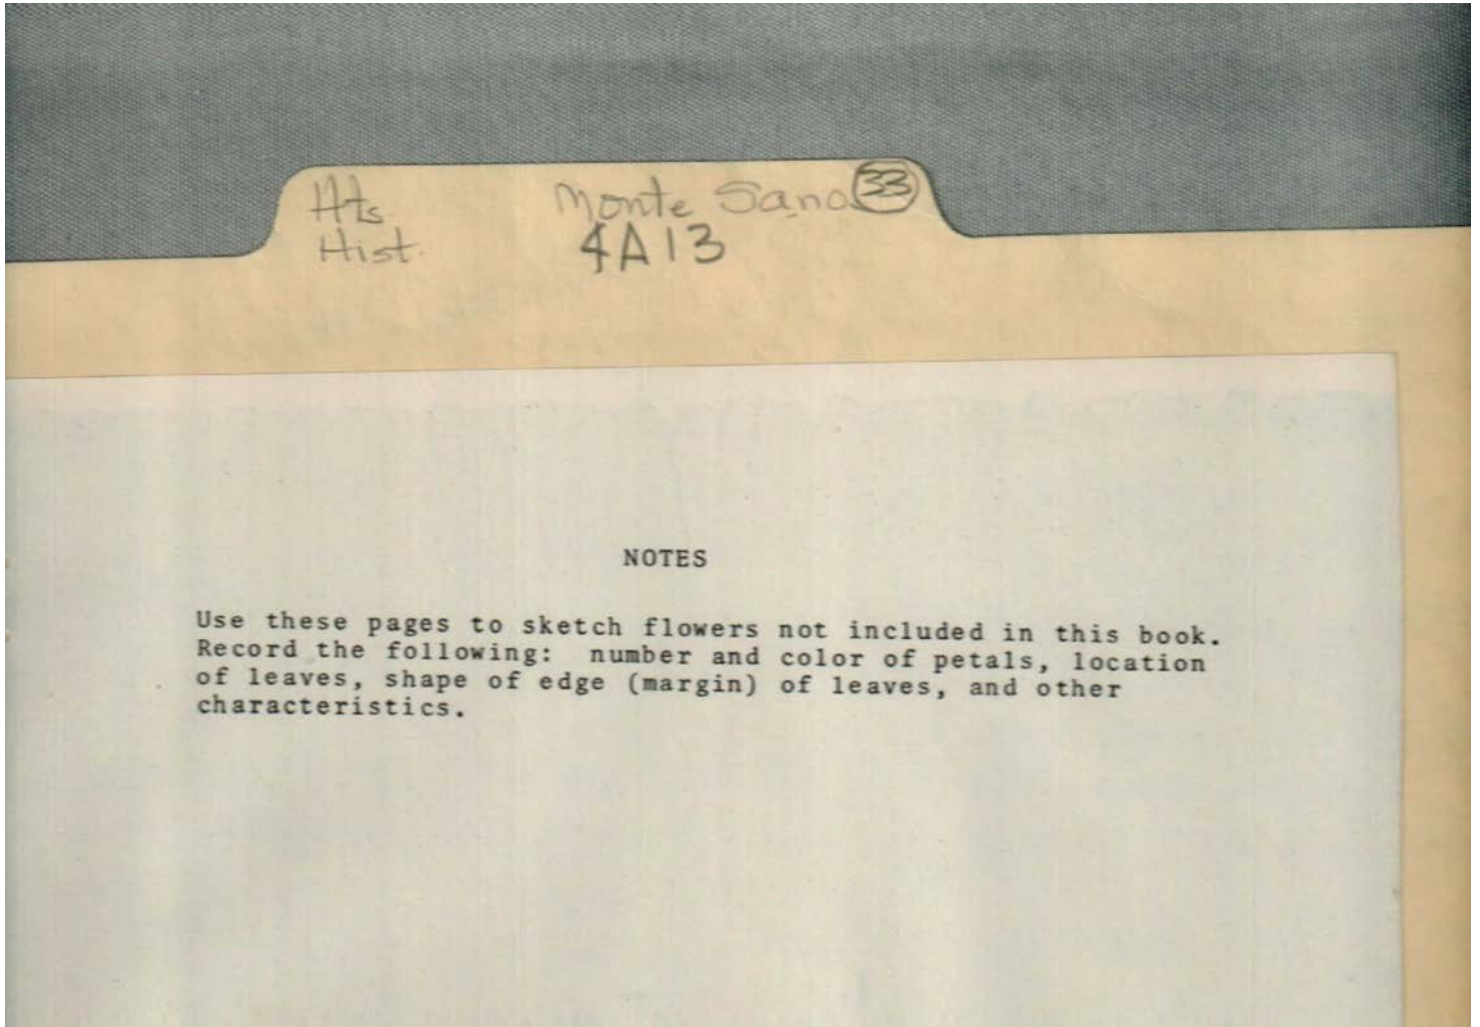 Hts. Monte Sano 33
Hist. 4A13
NOTES
Use these pages to sketch flowers not included in this book.
Record the following: number and color of petals, location
of leaves, shape of edge (margin) of leaves, and other
characteristics.